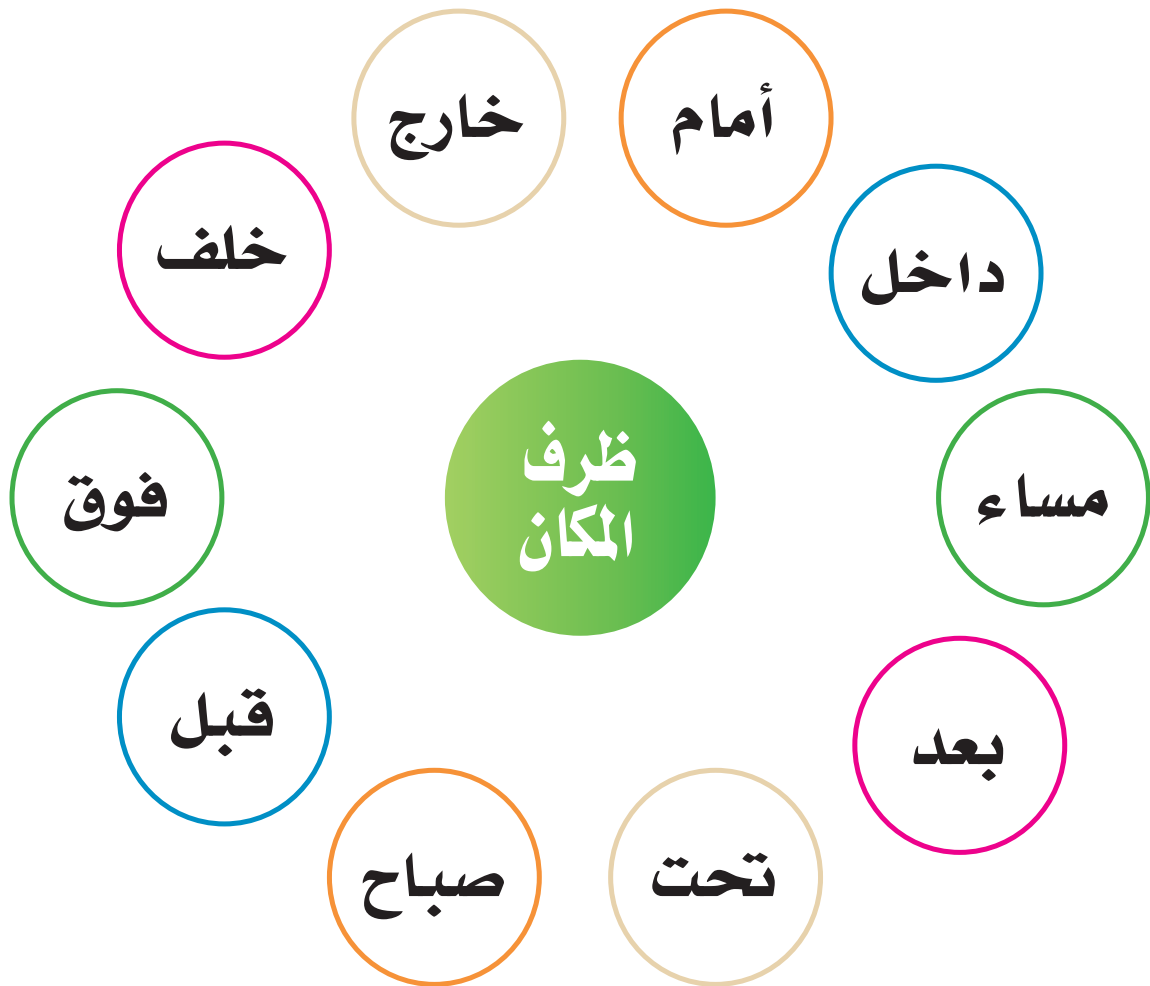 أمام
خارج
داخل
خلف
ظرف
المكان
مساء
فوق
بعد
قبل
تحت
صباح